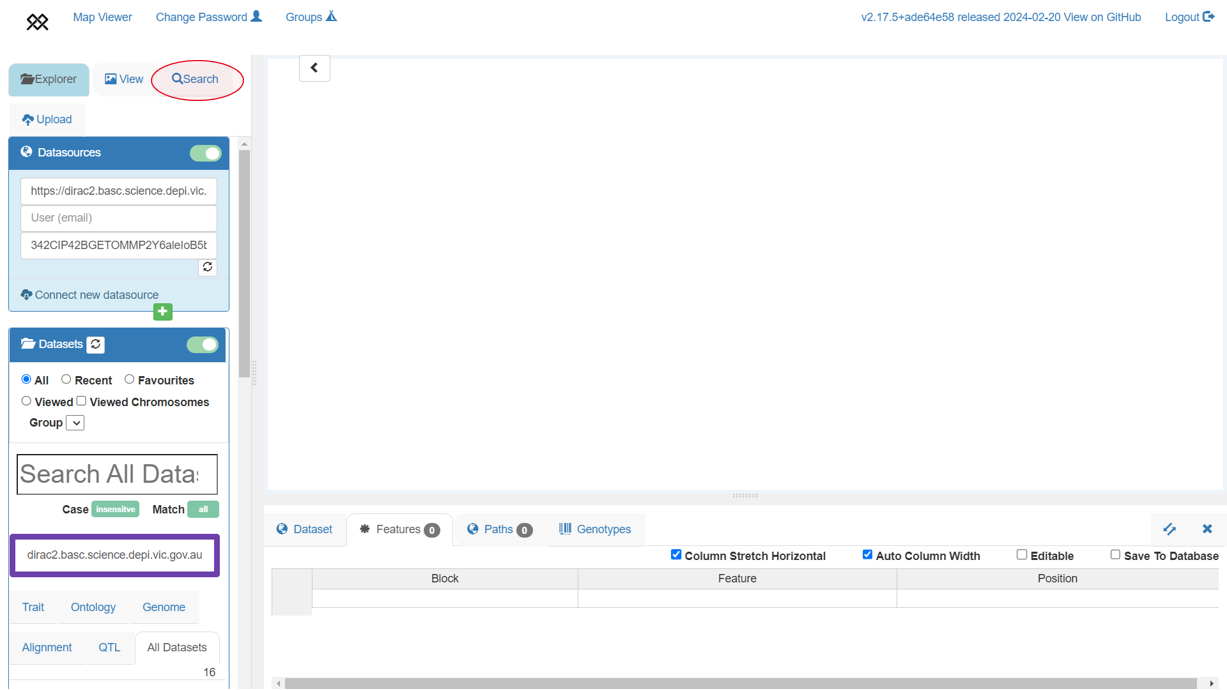 Map Viewer Change Password Groups v2.17.5+ade64e58 released 2024-02-20 View on GitHub Logout
Explorer View Search
Upload
Datasources
https://dirac2.basc.science.depi.vic.
User (email)
342CIP42BGETOMMP2Y6aleIoB5b
Connect new datasource
Datasets
All Recent Favourites
Viewed Viewed Chromosomes
Group
Search All Datas
Case insensitve Match all
dirac2.basc.science.depi.vic.gov.au
Trait Ontology Genome
Alignment QTL All Datasets
16
Dataset Features 0 Paths 0 Genotypes
Column Stretch Horizontal Auto Column Width Editable Save To Database
Block Feature Position